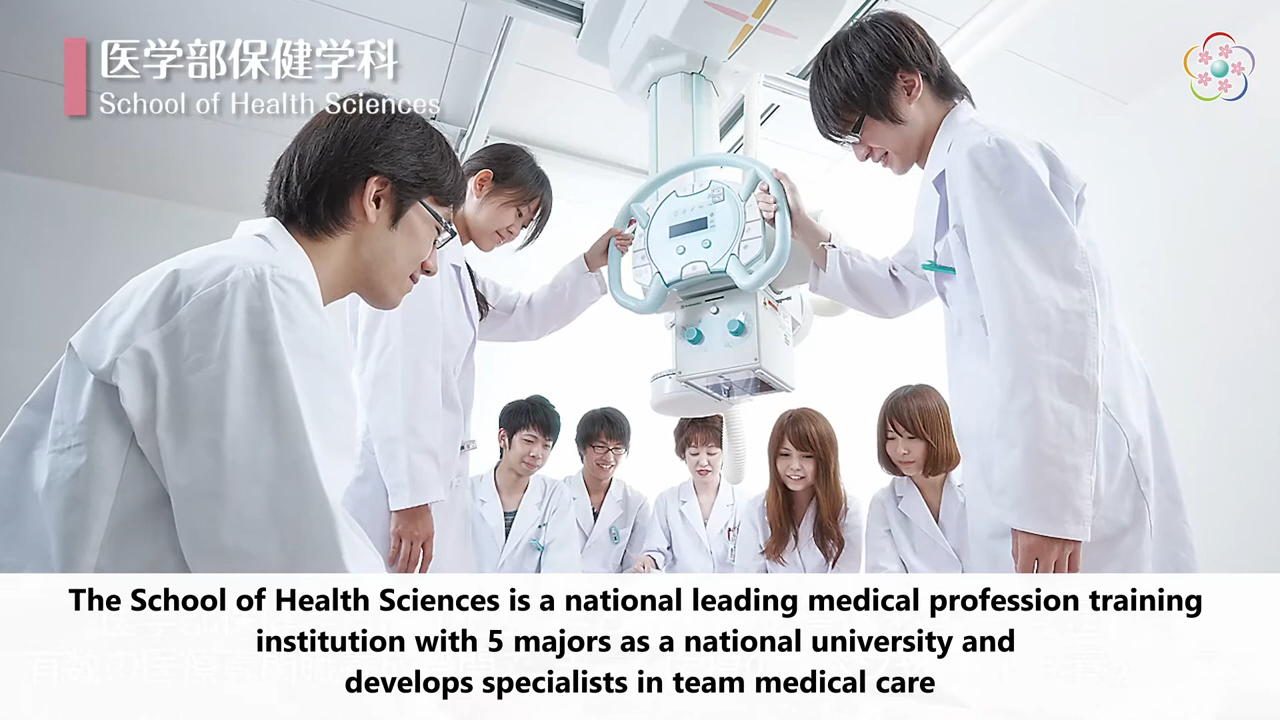 医学部保健学科
School of Health Sciences
The School of Health Sciences is a national leading medical profession training
institution with 5 majors as a national university and
develops specialists in team medical care